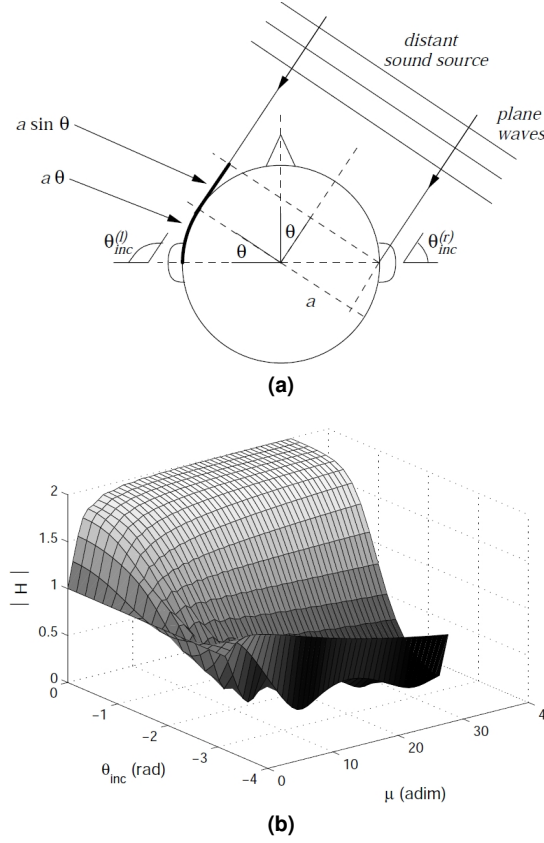 distant
sound source
plane
waves
a sin θ
a θ
θ(l)inc
θ
θ
θ(r)inc
a
(a)
2
1.5
1
0.5
0
| H |
0
−1
−2
−3
−4
θinc (rad)
0
10
20
30
4
μ (adim)
(b)